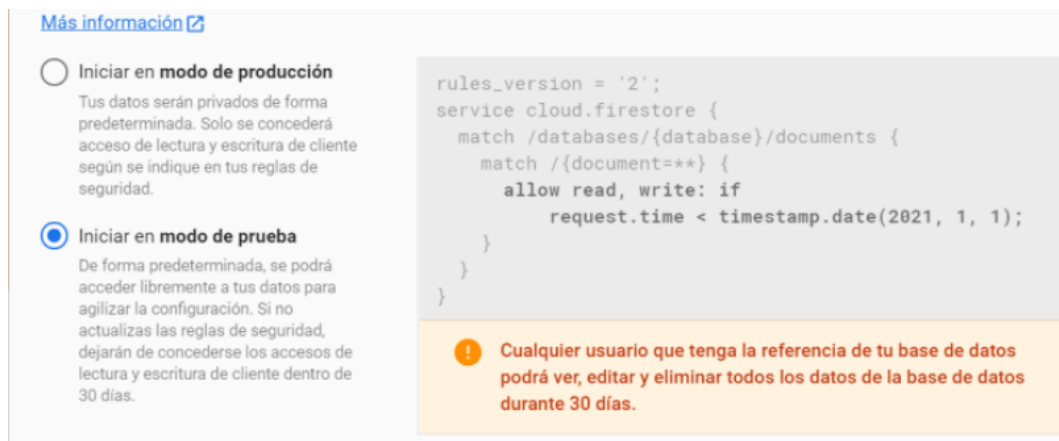 Más información
Iniciar en modo de producción
Tus datos serán privados de forma
predeterminada. Solo se concederá
acceso de lectura y escritura de cliente
según se indique en tus reglas de
seguridad.
Iniciar en modo de prueba
De forma predeterminada, se podrá
acceder libremente a tus datos para
agilizar la configuración. Si no
actualizas las reglas de seguridad,
dejarán de concederse los accesos de
lectura y escritura de cliente dentro de
30 días.
rules_version = '2';
service cloud.firestore {
  match /databases/{database}/documents {
    match /{document=**} {
      allow read, write: if
          request.time < timestamp.date(2021, 1, 1);
    }
  }
}
Cualquier usuario que tenga la referencia de tu base de datos
podrá ver, editar y eliminar todos los datos de la base de datos
durante 30 días.